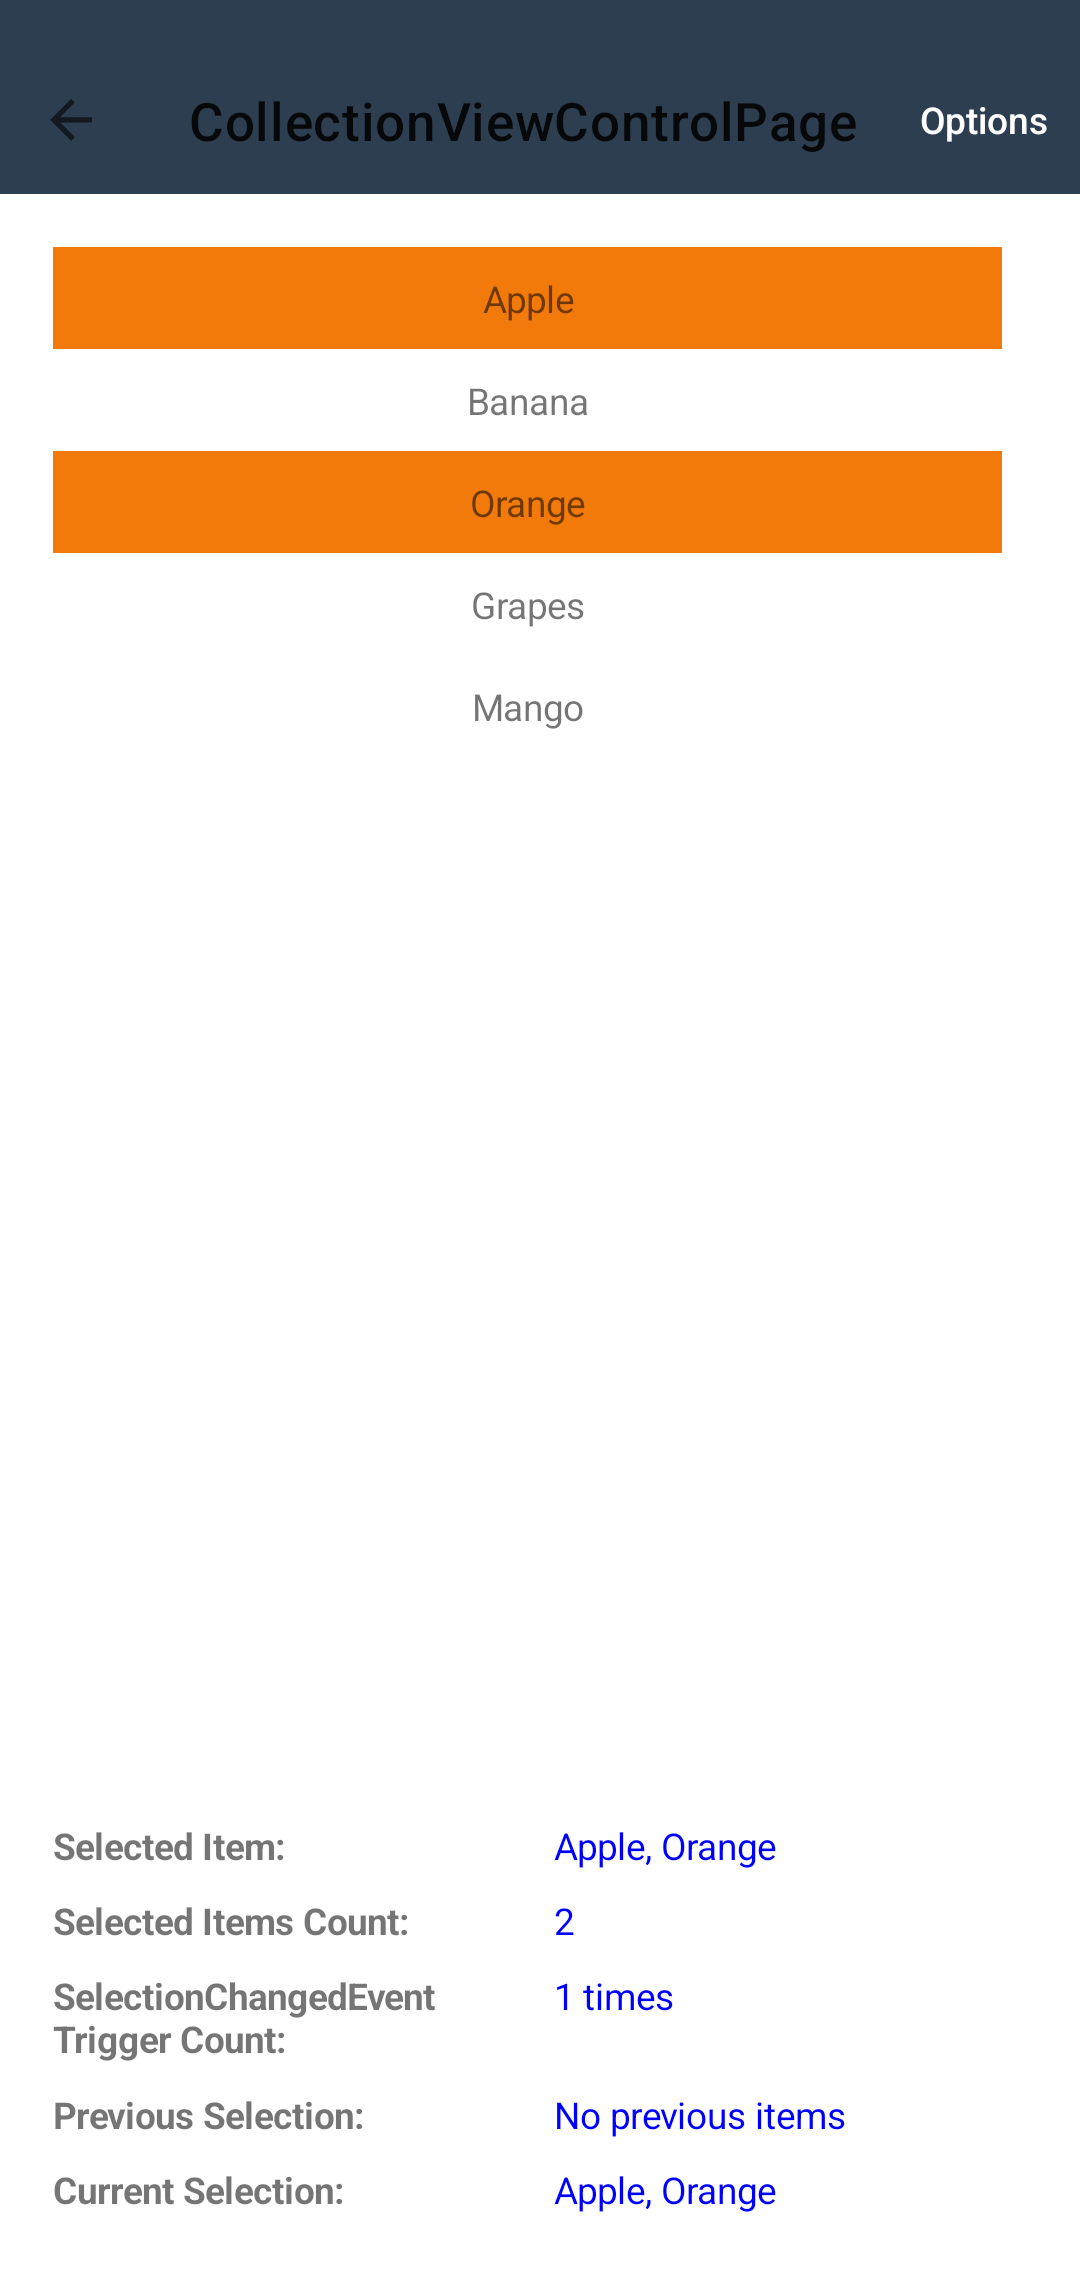 CollectionViewControlPage Options
Apple
Banana
Orange
Grapes
Mango
Selected Item: Apple, Orange
Selected Items Count: 2
SelectionChangedEvent 1 times
Trigger Count:
Previous Selection: No previous items
Current Selection: Apple, Orange